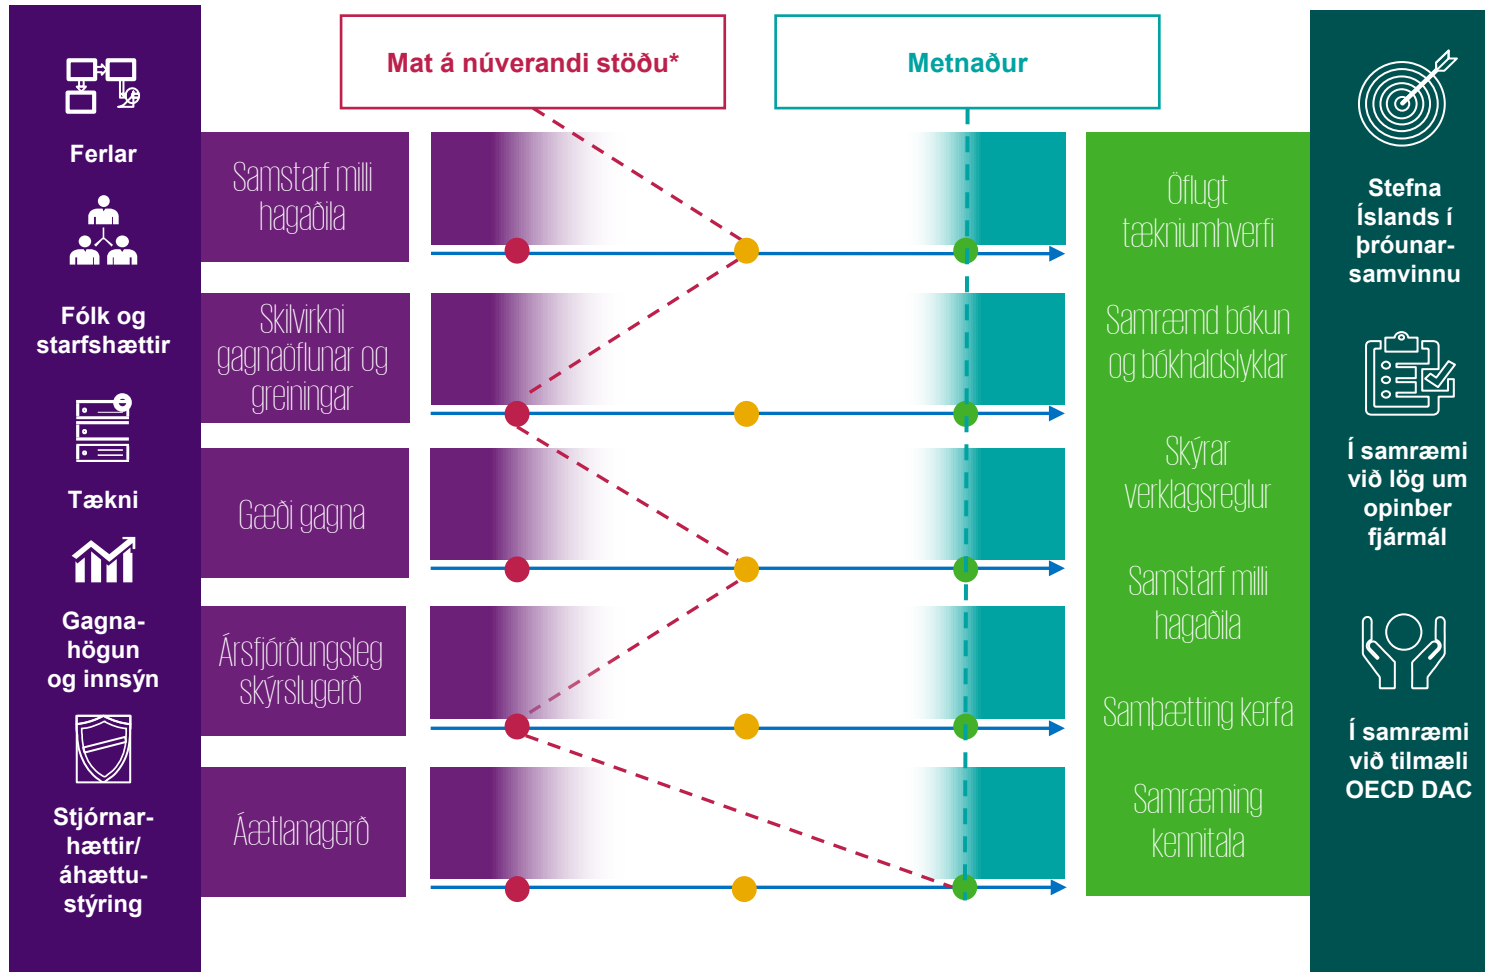 Mat á núverandi stöðu*
Metnaður
Ferlar
Fólk og
starfshættir
Tækni
Gagna-
högun
og innsýn
Stjórnar-
hættir/
áhættu-
stýring
Samstarf milli
hagaðila
Skilvirkni
gagnaöflunar og
greiningar
Gæði gagna
Ársfjórðungsleg
skýrslugerð
Áætlanagerð
Öflugt
tækniumhverfi
Samræmd bókun
og bókhaldslyklar
Skýrar
verklagsreglur
Samstarf milli
hagaðila
Samþætting kerfa
Samræming
kennitala
Stefna
Íslands í
þróunar-
samvinnu
Í samræmi
við lög um
opinber
fjármál
Í samræmi
við tilmæli
OECD DAC